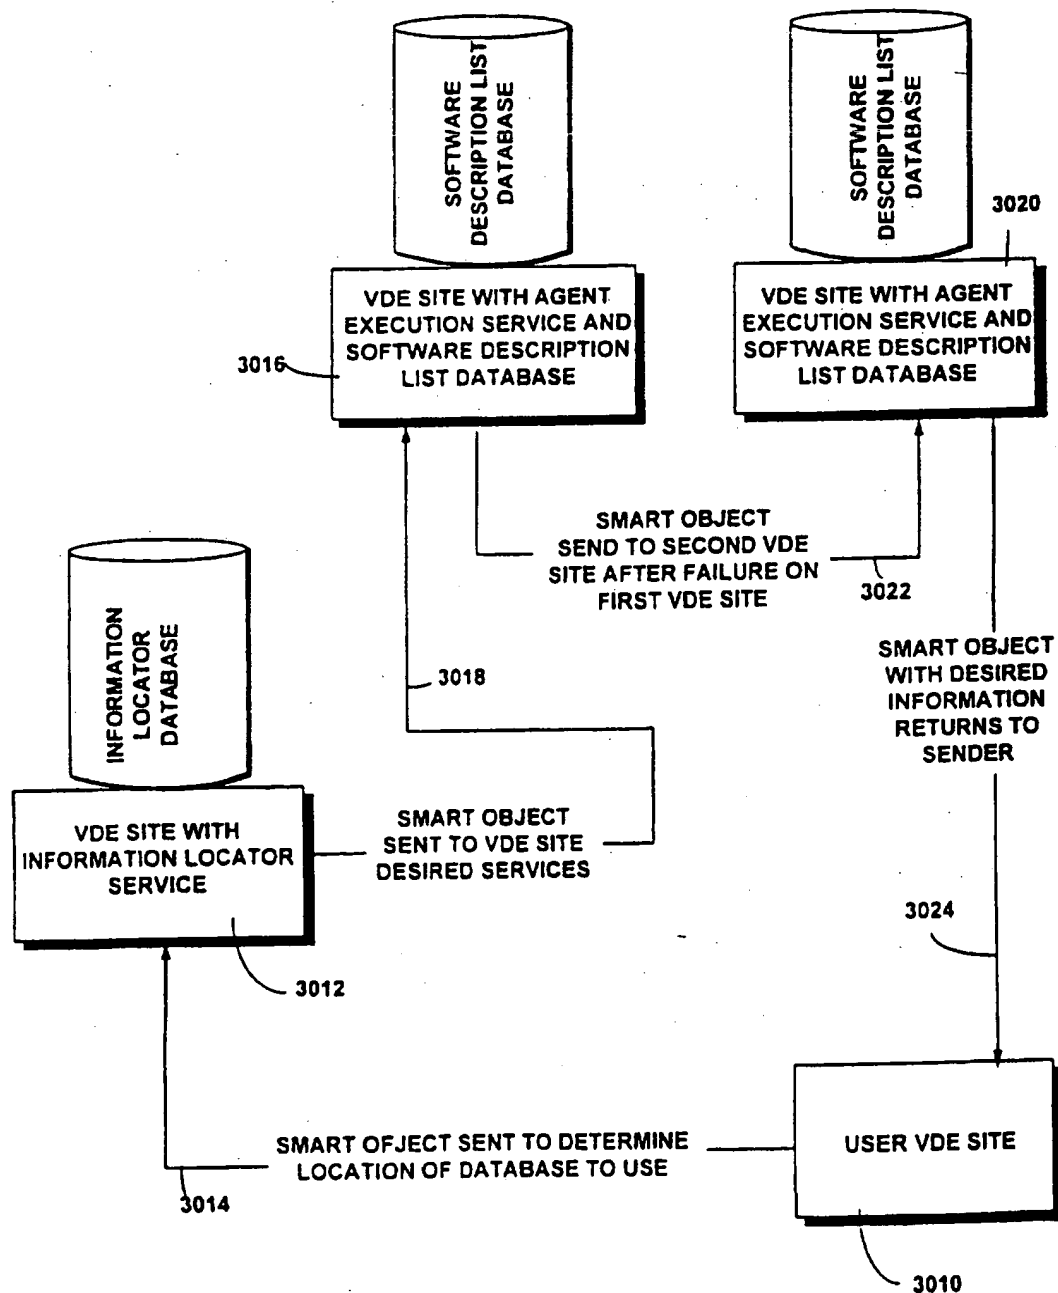 SOFTWARE
DESCRIPTION LIST
DATABASE
SOFTWARE
DESCRIPTION LIST
DATABASE
3020
VDE SITE WITH AGENT
EXECUTION SERVICE AND
SOFTWARE DESCRIPTION
LIST DATABASE
3016
VDE SITE WITH AGENT
EXECUTION SERVICE AND
SOFTWARE DESCRIPTION
LIST DATABASE
SMART OBJECT
SEND TO SECOND VDE
SITE AFTER FAILURE ON
FIRST VDE SITE
3022
INFORMATION
LOCATOR
DATABASE
3018
SMART OBJECT
WITH DESIRED
INFORMATION
RETURNS TO
SENDER
VDE SITE WITH
INFORMATION LOCATOR
SERVICE
SMART OBJECT
SENT TO VDE SITE
DESIRED SERVICES
3024
3012
SMART OFJECT SENT TO DETERMINE
LOCATION OF DATABASE TO USE
3014
USER VDE SITE
3010